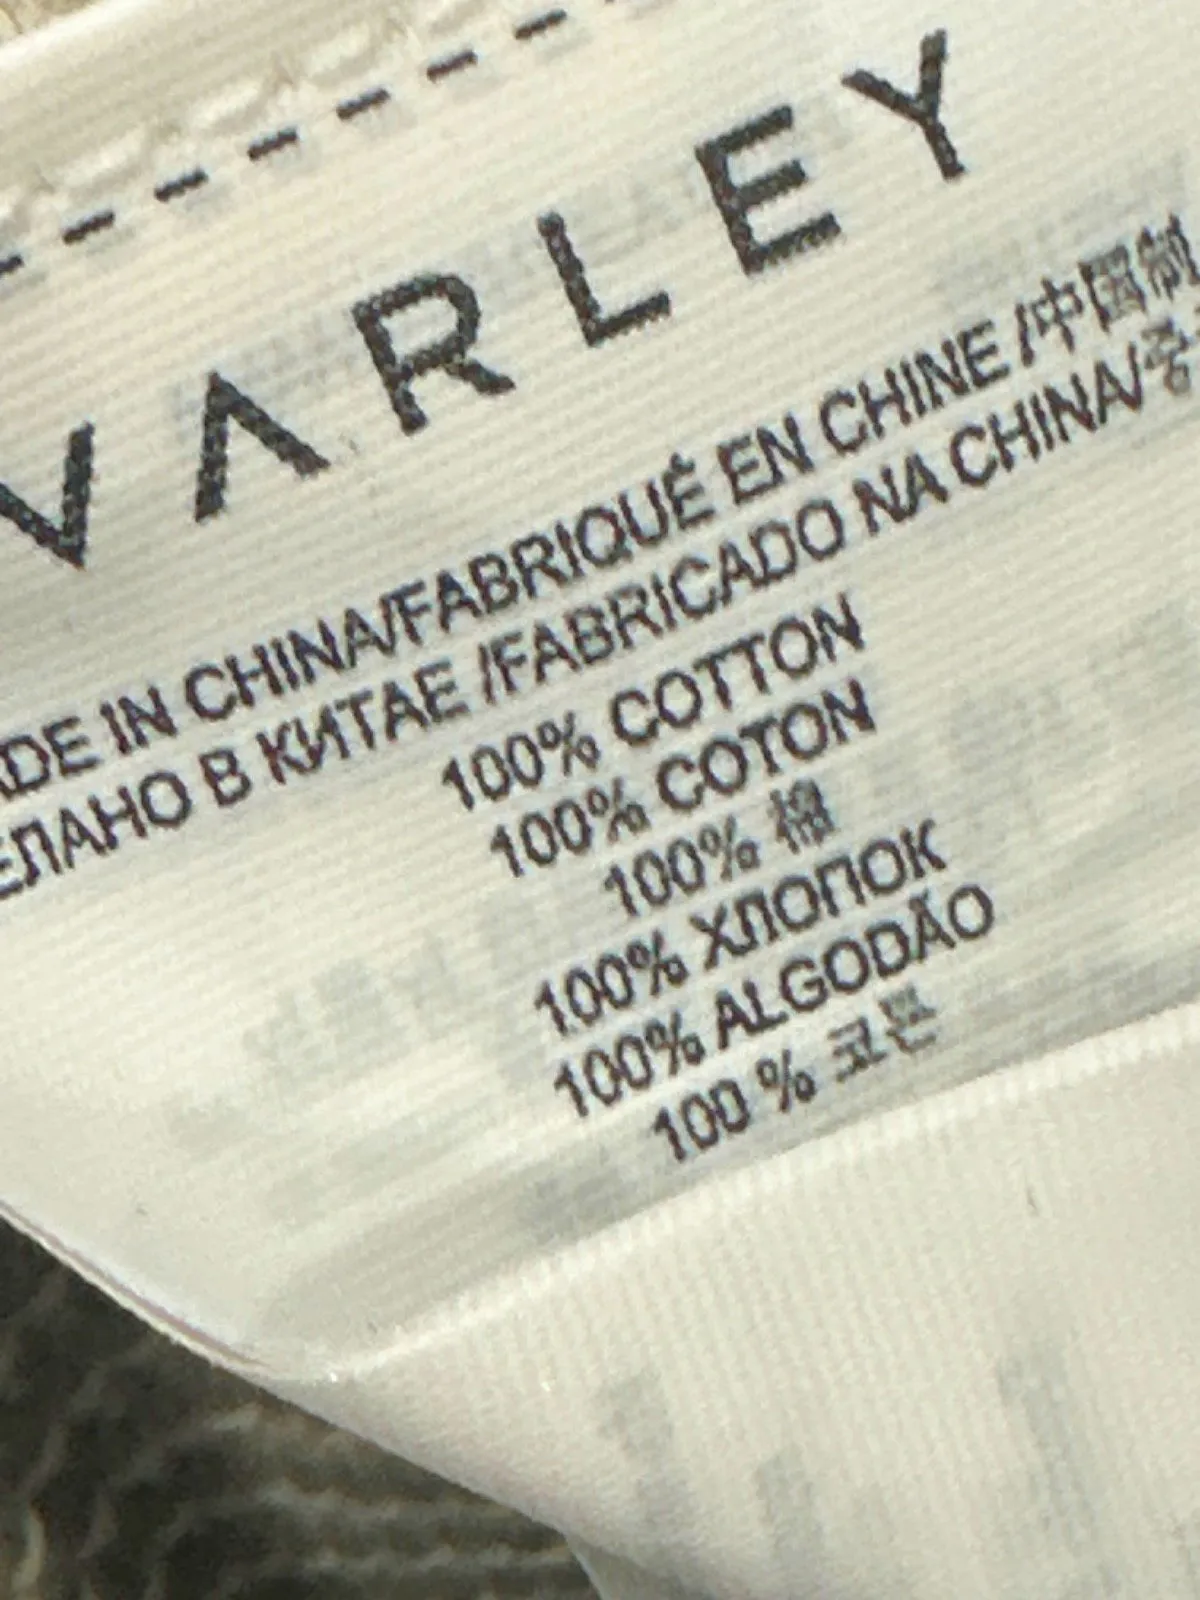 VARLEY
ADE IN CHINA/FABRIQUÉ EN CHINE /中国制
ЕЛАНО В КИТАЕ /FABRICADO NA CHINA/중
100% COTTON
100% COTON
100% 棉
100% ХЛОПОК
100% ALGODÃO
100 % 코튼